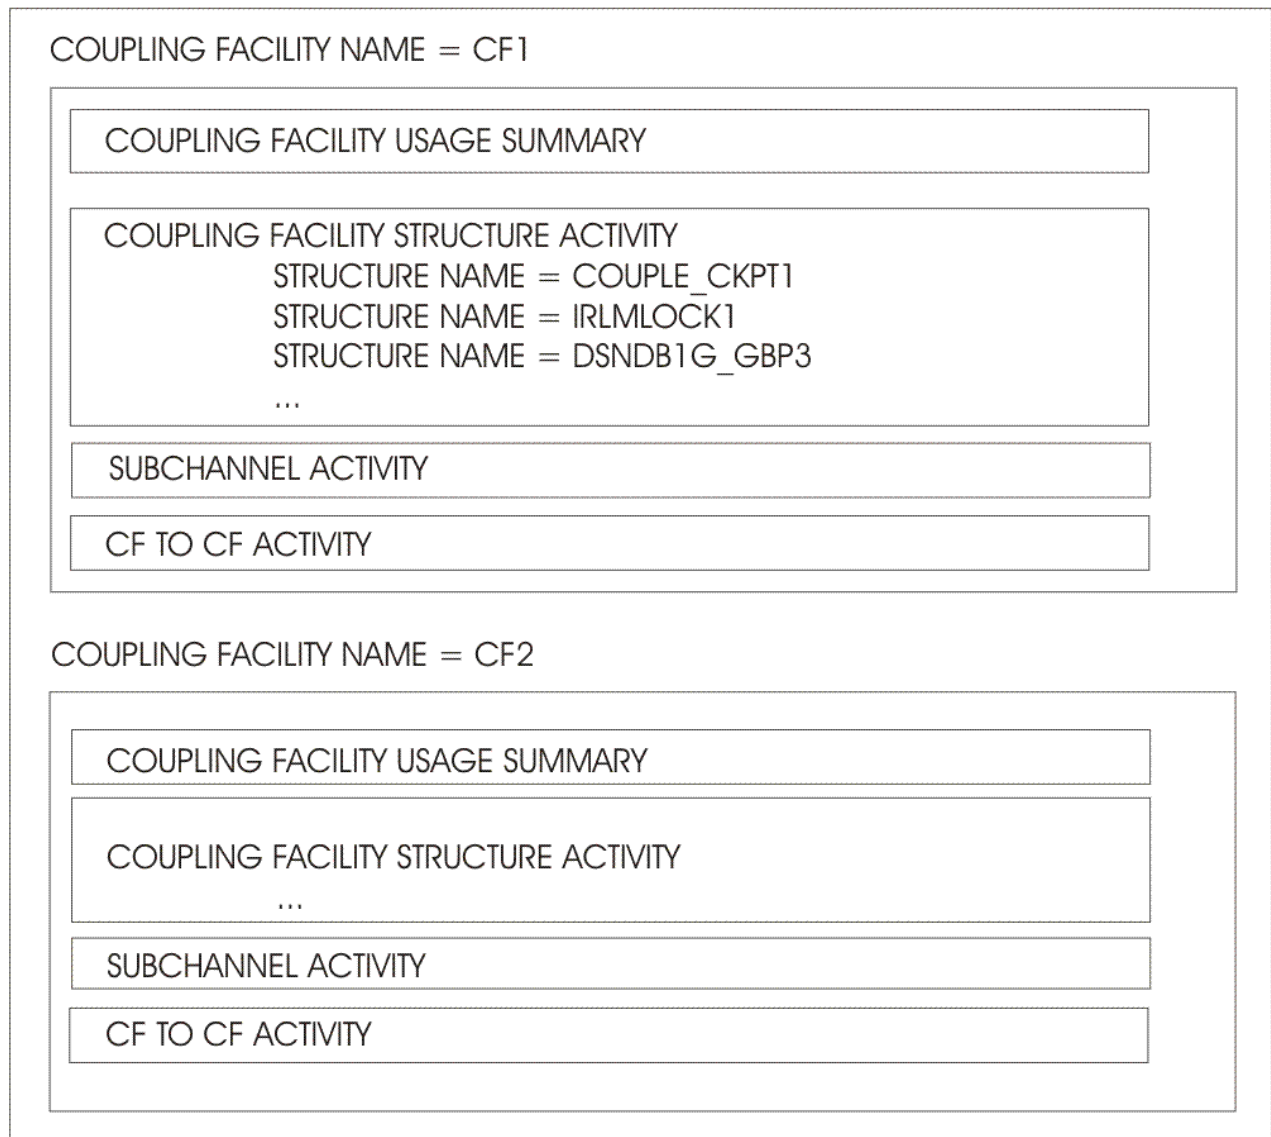 COUPLING FACILITY NAME = CF1
COUPLING FACILITY USAGE SUMMARY
COUPLING FACILITY STRUCTURE ACTIVITY
STRUCTURE NAME = COUPLE_CKPT1
STRUCTURE NAME = IRLMLOCK1
STRUCTURE NAME = DSNDB1G_GBP3
...
SUBCHANNEL ACTIVITY
CF TO CF ACTIVITY
COUPLING FACILITY NAME = CF2
COUPLING FACILITY USAGE SUMMARY
COUPLING FACILITY STRUCTURE ACTIVITY
...
SUBCHANNEL ACTIVITY
CF TO CF ACTIVITY